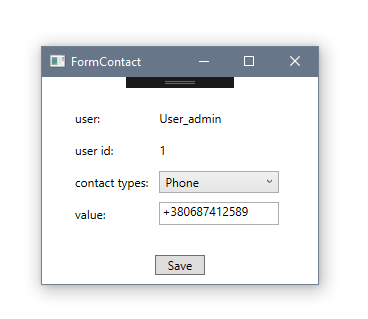 FormContact
user: User_admin
user id: 1
contact types: Phone
value: +380687412589
Save